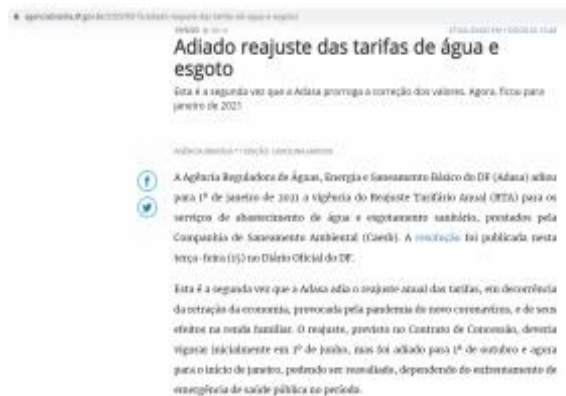 Adiado reajuste das tarifas de água e
esgoto
Esta é a segunda vez que a Adasa prorroga a correção dos valores. Agora, ficou para
janeiro de 2021
A Agência Reguladora de Águas, Energia e Saneamento Básico do DF (Adasa) adiou
para 1º de janeiro de 2021 a vigência do Reajuste Tarifário Anual (RTA) para os
serviços de abastecimento de água e esgotamento sanitário, prestados pela
Companhia de Saneamento Ambiental (Caesb). A resolução foi publicada nesta
terça-feira (15) no Diário Oficial do DF.
Esta é a segunda vez que a Adasa adia o reajuste anual das tarifas, em decorrência
da retração da economia, provocada pela pandemia do novo coronavírus, e de seus
efeitos na renda familiar. O reajuste, previsto no Contrato de Concessão, deveria
vigorar inicialmente em 1º de junho, mas foi adiado para 1º de outubro e agora
para o início de janeiro, podendo ser reavaliado, dependendo do enfrentamento de
emergência de saúde pública no período.